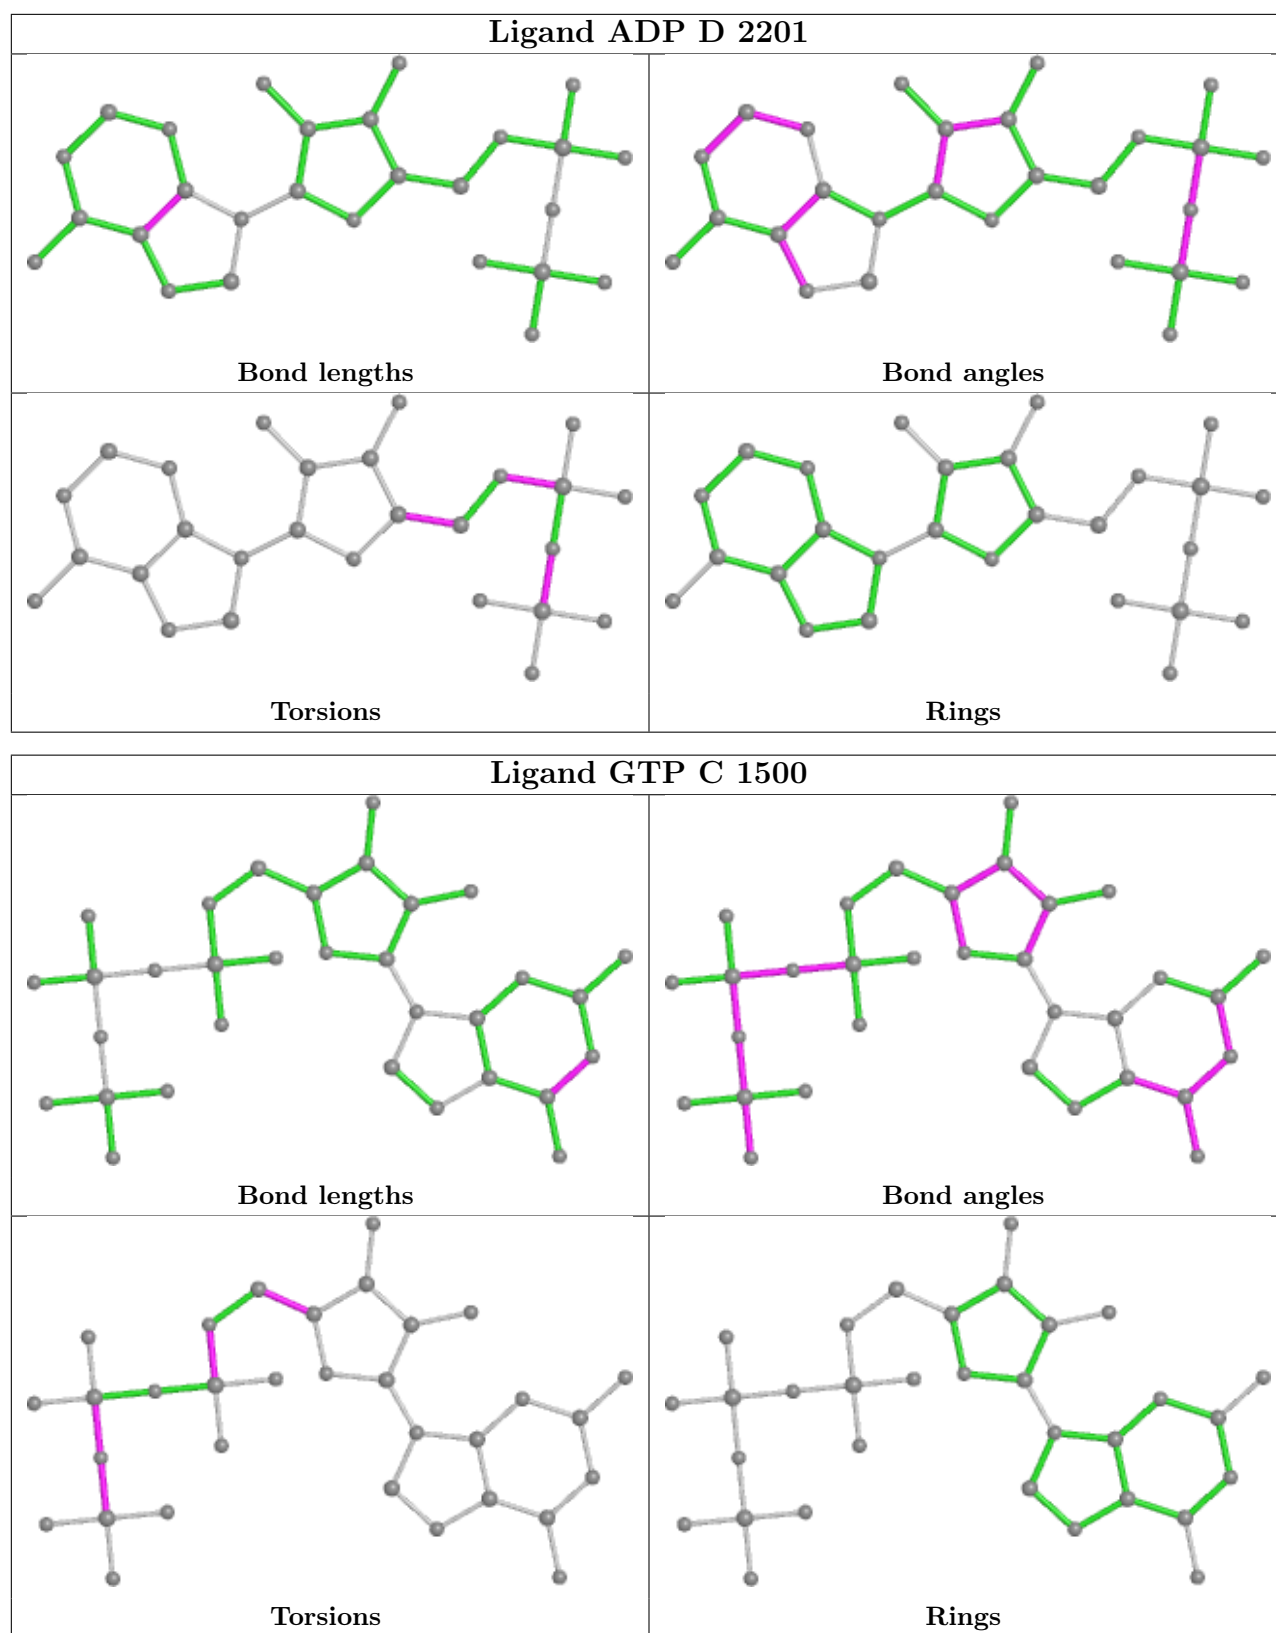 Ligand ADP D 2201
Bond lengths
Bond angles
Torsions
Rings
Ligand GTP C 1500
Bond lengths
Bond angles
Torsions
Rings